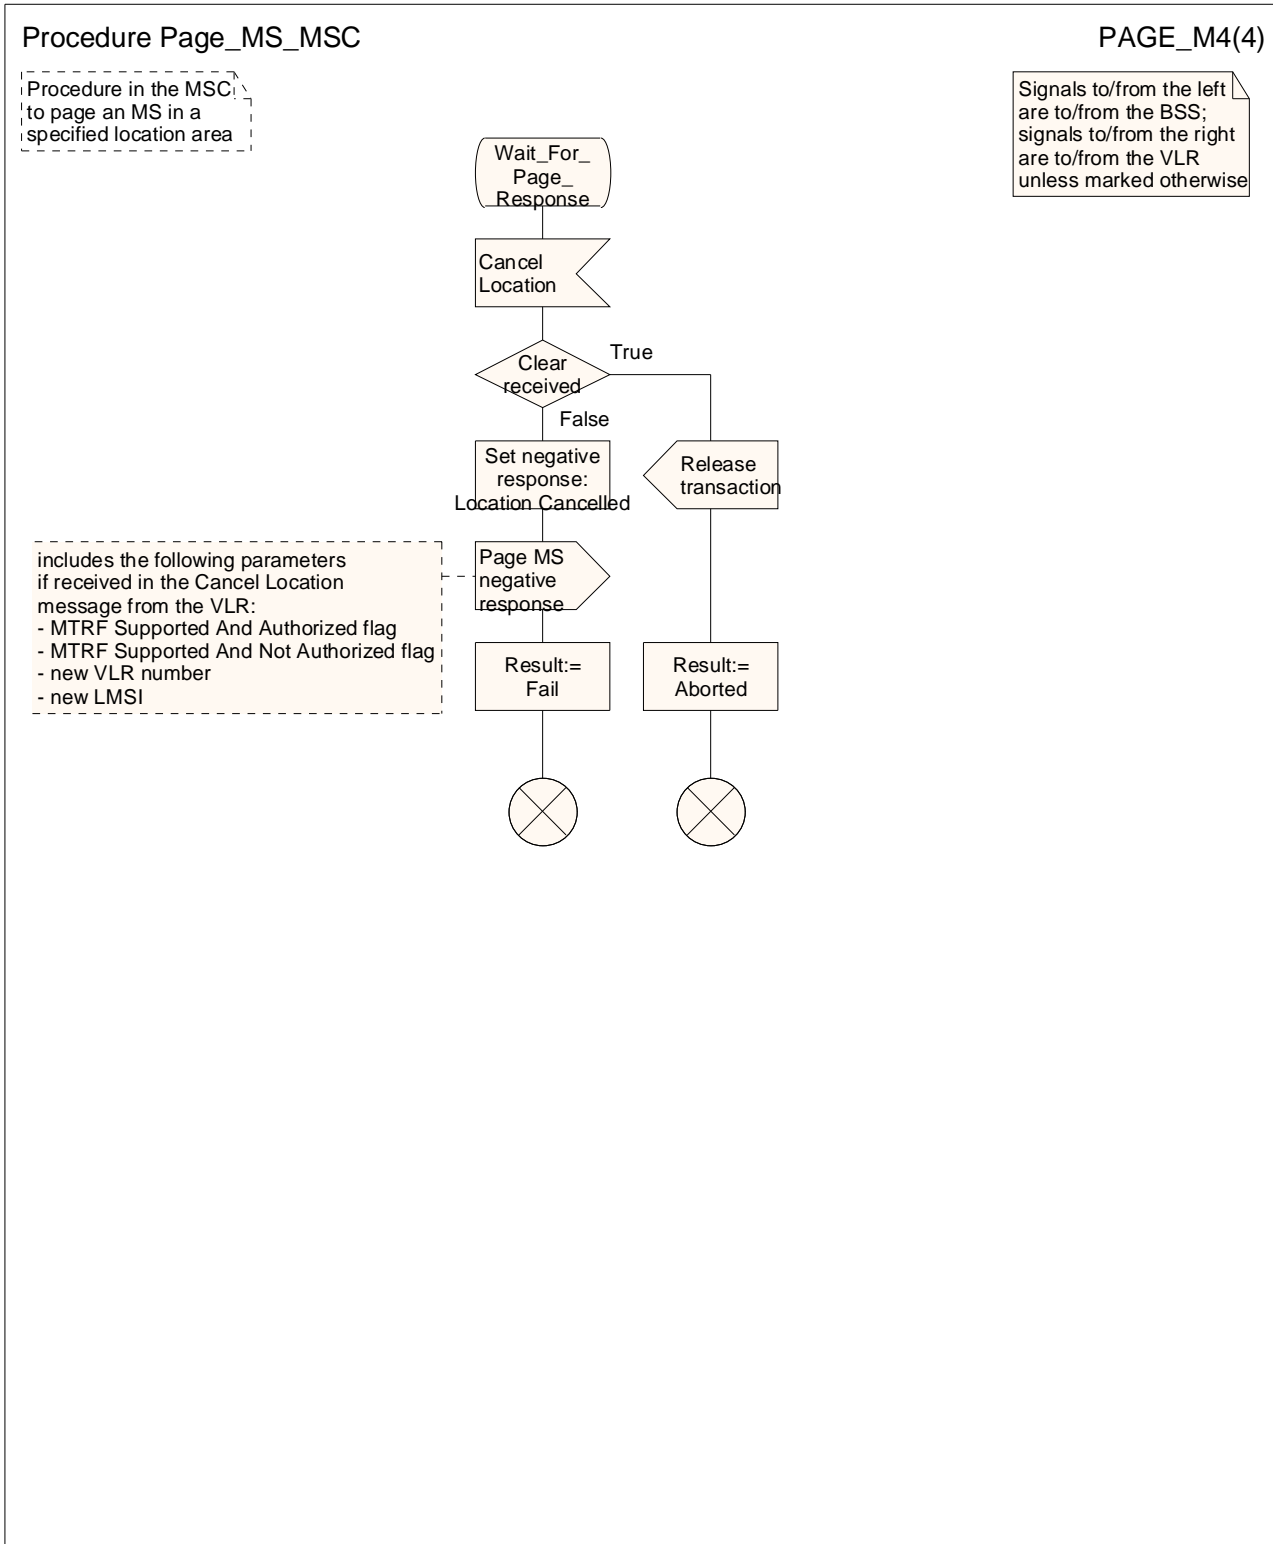 Procedure Page_MS_MSC
PAGE_M4(4)
Procedure in the MSC
to page an MS in a
specified location area
Signals to/from the left
are to/from the BSS;
signals to/from the right
are to/from the VLR
unless marked otherwise
Wait_For_
Page_
Response
Cancel
Location
Clear
received
True
False
Set negative
response:
Location Cancelled
Release
transaction
includes the following parameters
if received in the Cancel Location
message from the VLR:
- MTRF Supported And Authorized flag
- MTRF Supported And Not Authorized flag
- new VLR number
- new LMSI
Page MS
negative
response
Result:=
Fail
Result:=
Aborted